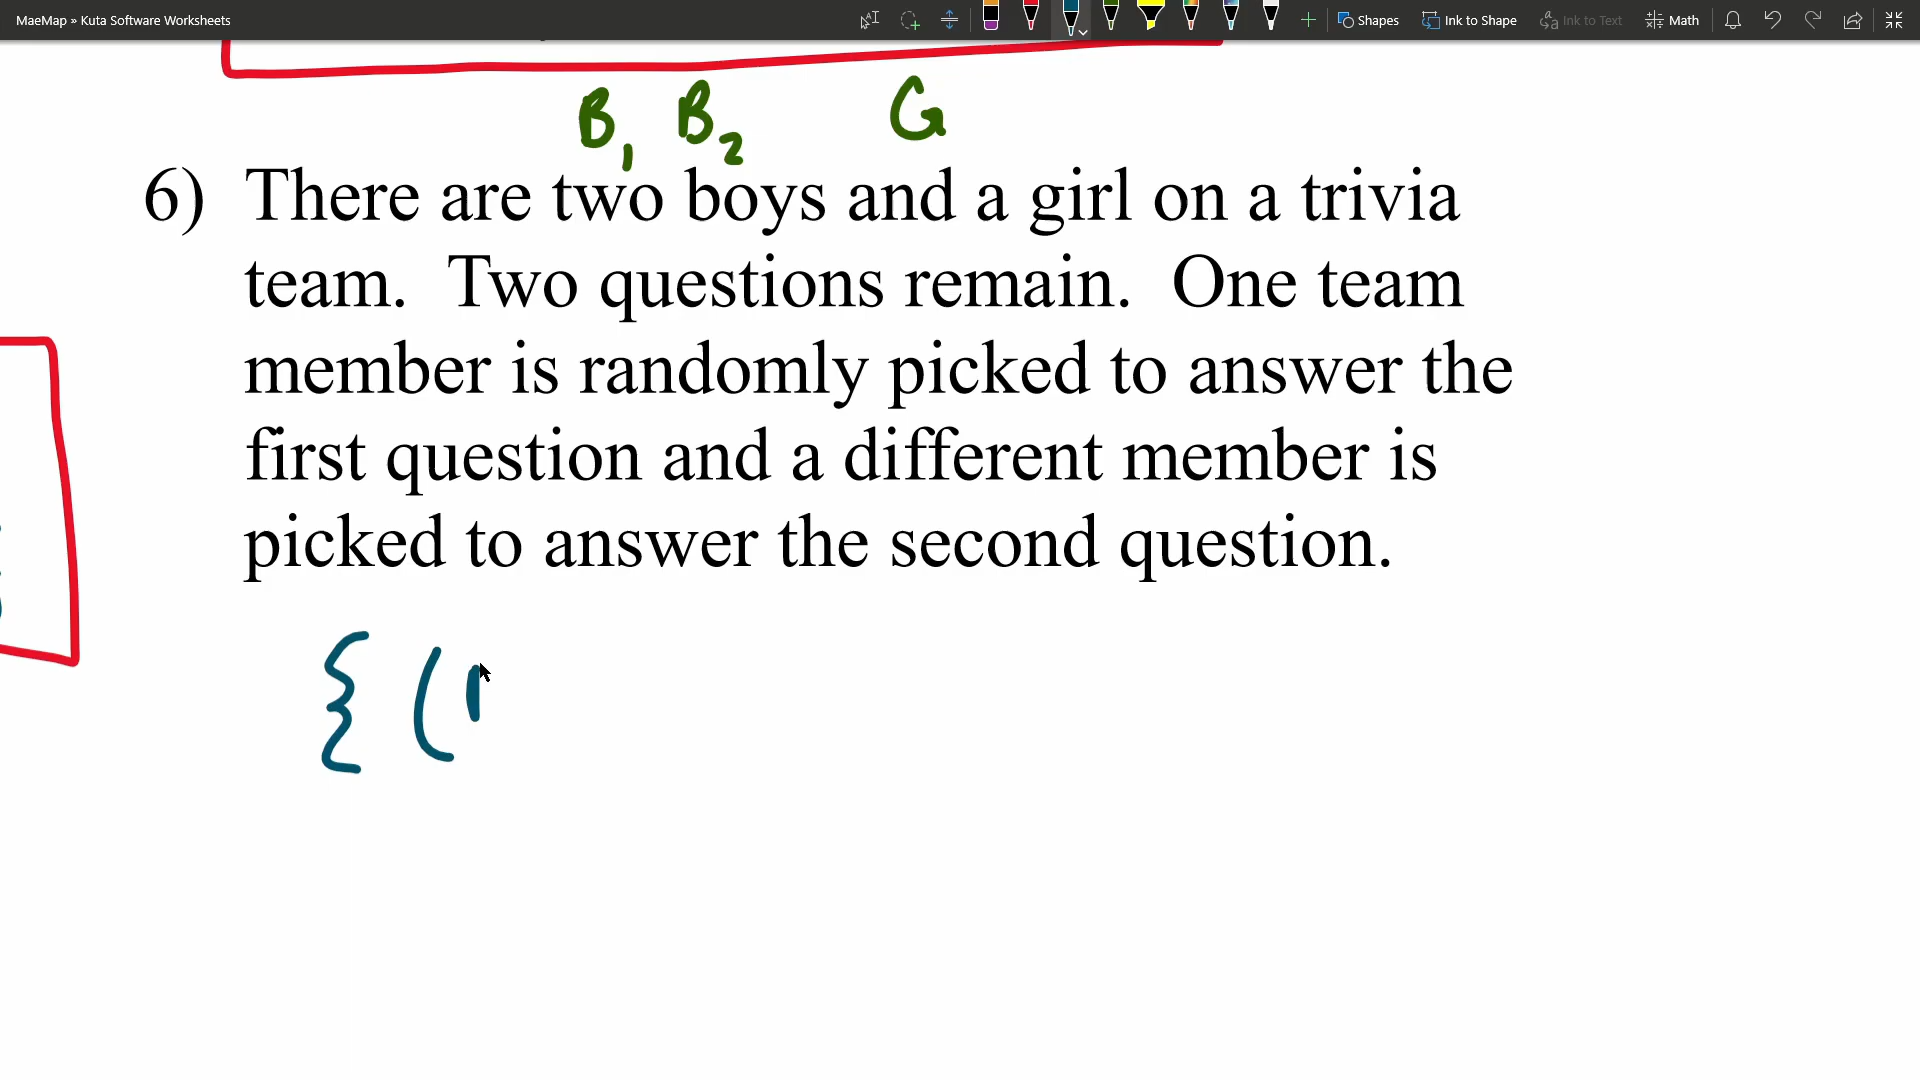 MaeMap » Kuta Software Worksheets Shapes Ink to Shape Ink to Text Math
B₁ B₂ G
6) There are two boys and a girl on a trivia
team. Two questions remain. One team
member is randomly picked to answer the
first question and a different member is
picked to answer the second question.
{ (